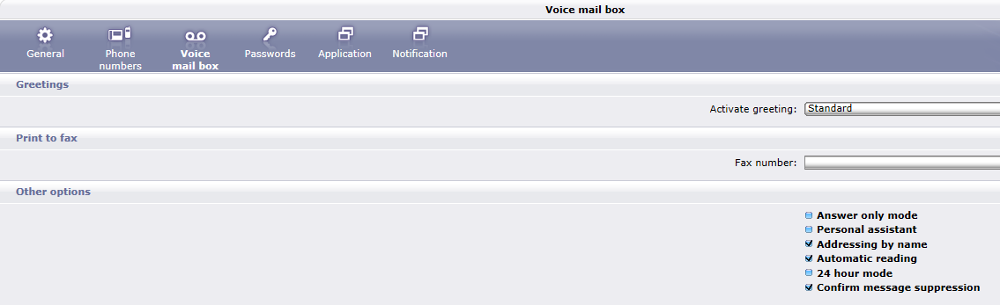 Voice mail box
General
Phone
numbers
Voice
mail box
Passwords
Application
Notification
Greetings
Activate greeting: Standard
Print to fax
Fax number:
Other options
Answer only mode
Personal assistant
Addressing by name
Automatic reading
24 hour mode
Confirm message suppression